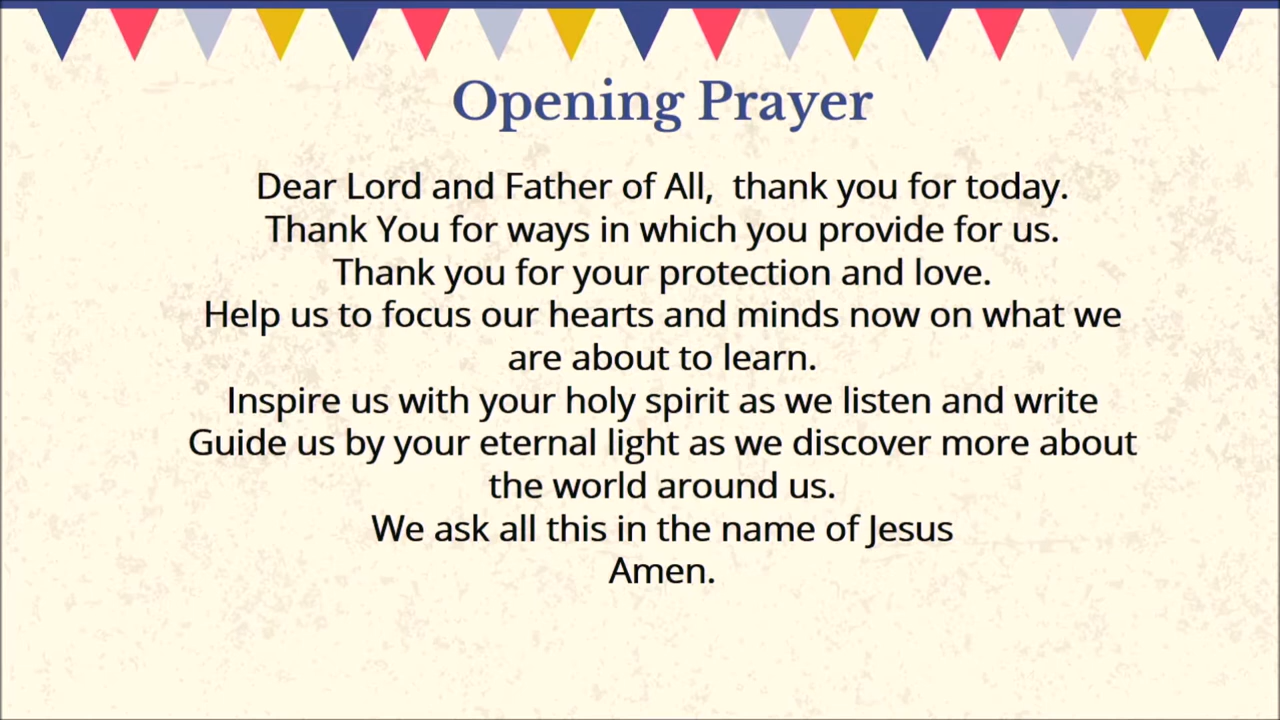 Opening Prayer
Dear Lord and Father of All,  thank you for today.
Thank You for ways in which you provide for us.
Thank you for your protection and love.
Help us to focus our hearts and minds now on what we
are about to learn.
Inspire us with your holy spirit as we listen and write
Guide us by your eternal light as we discover more about
the world around us.
We ask all this in the name of Jesus
Amen.